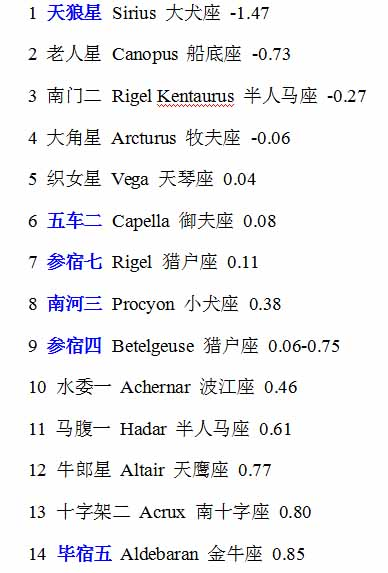 1 天狼星 Sirius 大犬座 -1.47
2 老人星 Canopus 船底座 -0.73
3 南门二 Rigel Kentaurus 半人马座 -0.27
4 大角星 Arcturus 牧夫座 -0.06
5 织女星 Vega 天琴座 0.04
6 五车二 Capella 御夫座 0.08
7 参宿七 Rigel 猎户座 0.11
8 南河三 Procyon 小犬座 0.38
9 参宿四 Betelgeuse 猎户座 0.06-0.75
10 水委一 Achernar 波江座 0.46
11 马腹一 Hadar 半人马座 0.61
12 牛郎星 Altair 天鹰座 0.77
13 十字架二 Acrux 南十字座 0.80
14 毕宿五 Aldebaran 金牛座 0.85